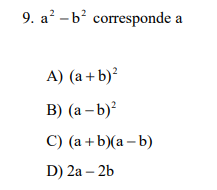 9. a² – b² corresponde a
A) (a + b)²
B) (a – b)²
C) (a + b)(a – b)
D) 2a – 2b